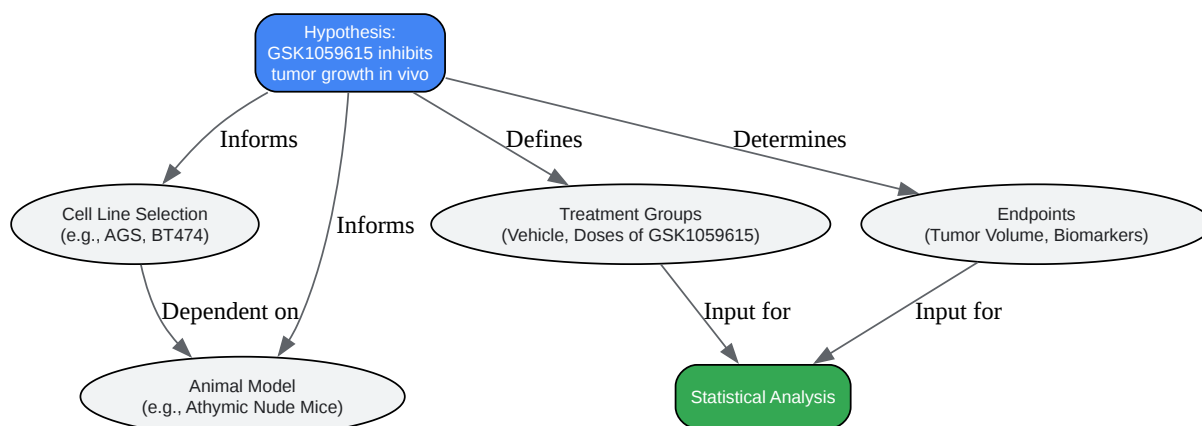 Hypothesis:
GSK1059615 inhibits
tumor growth in vivo
Informs
Defines
Determines
Cell Line Selection
(e.g., AGS, BT474)
Informs
Treatment Groups
(Vehicle, Doses of GSK1059615)
Endpoints
(Tumor Volume, Biomarkers)
Dependent on
Input for
Input for
Animal Model
(e.g., Athymic Nude Mice)
Statistical Analysis